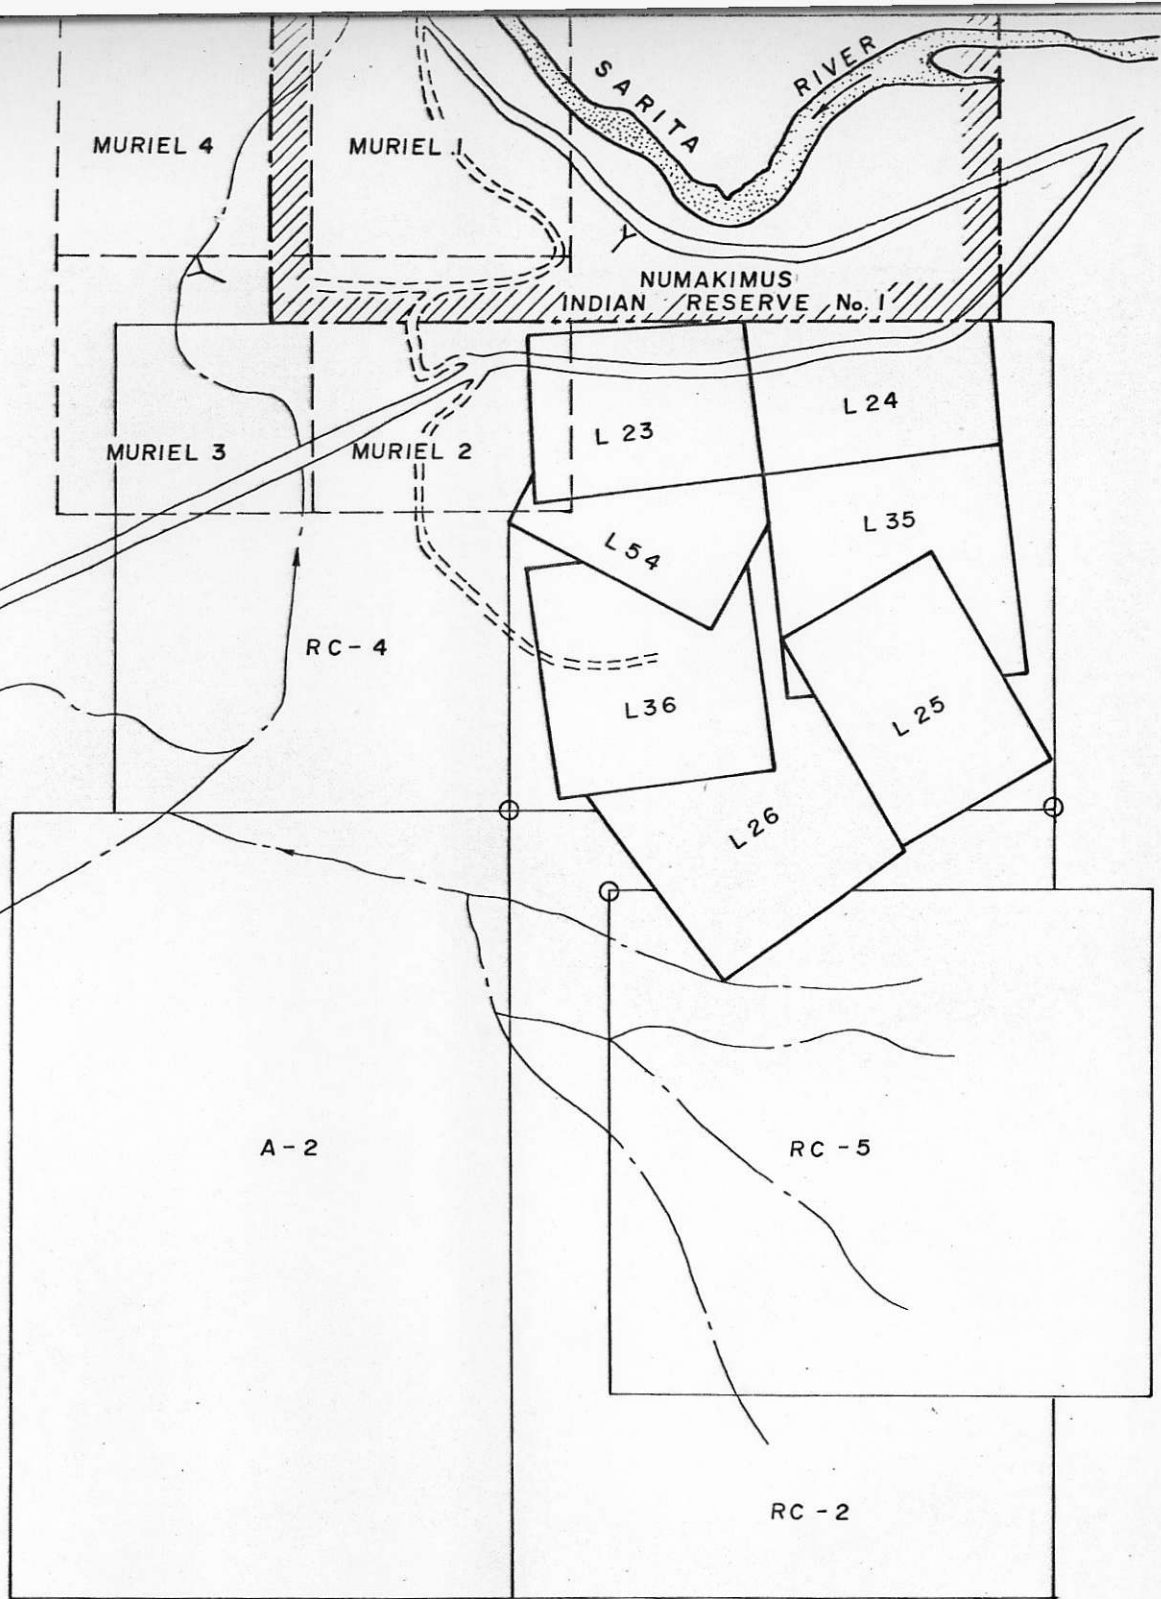 SARITA
RIVER
MURIEL 4
MURIEL 1
NUMAKIMUS
INDIAN RESERVE No. 1
L 24
L 23
MURIEL 3
MURIEL 2
L 35
L 54
RC-4
L36
L 25
L 26
A-2
RC-5
RC-2